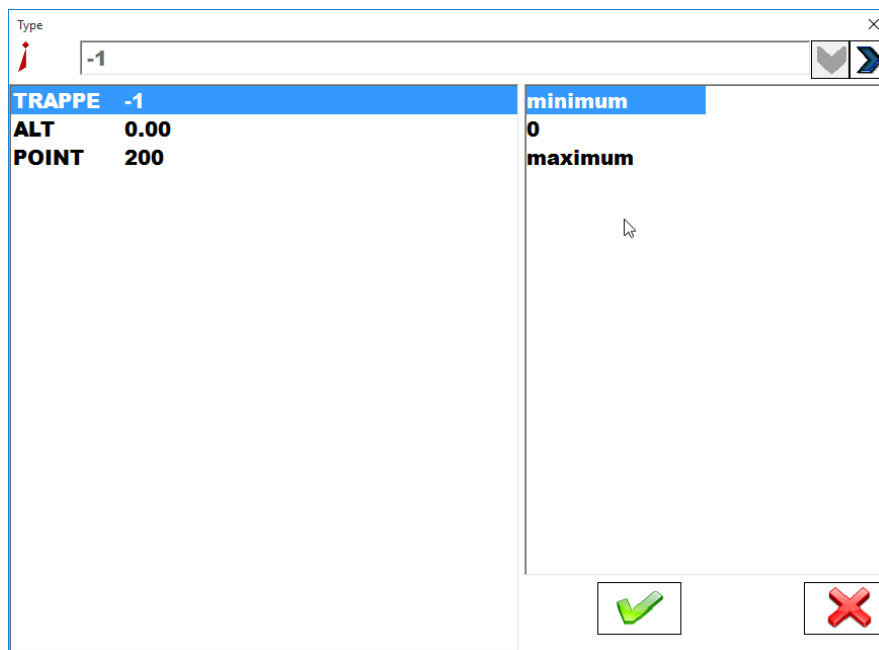 Type
-1
TRAPPE -1 minimum
ALT 0.00 0
POINT 200 maximum